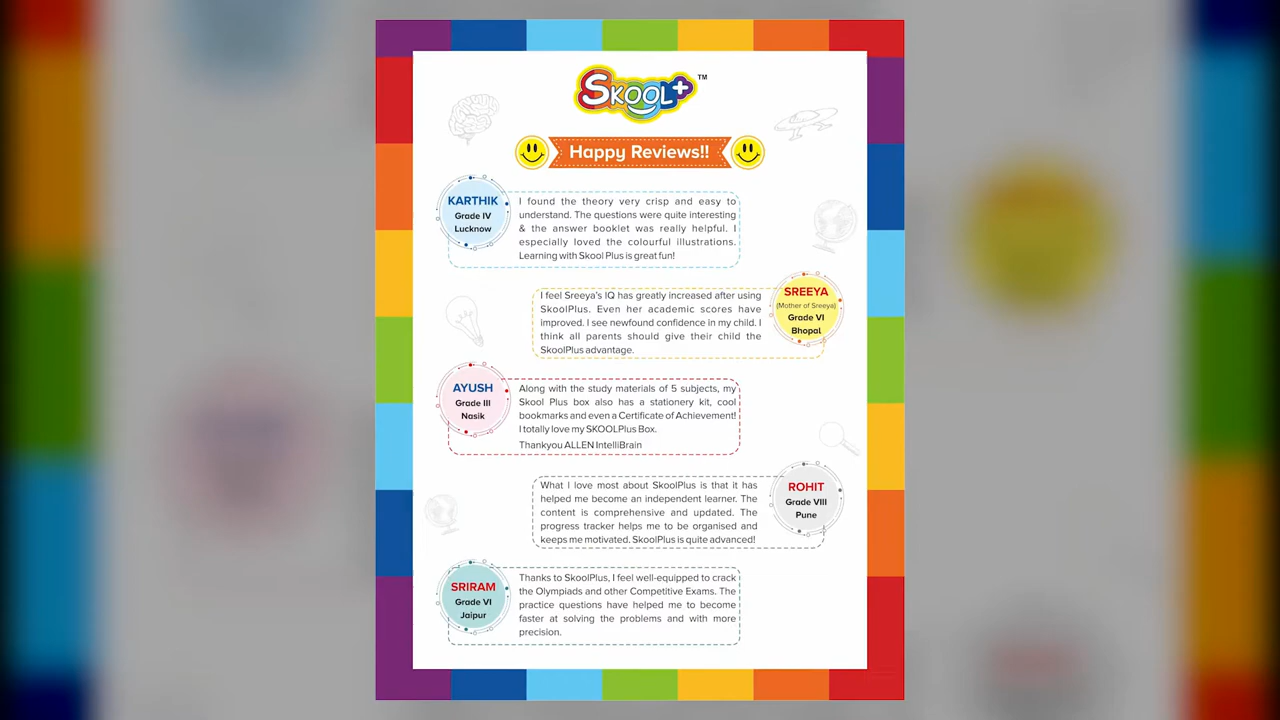 SKOOL+ TM
Happy Reviews!!
KARTHIK
Grade IV
Lucknow
I found the theory very crisp and easy to
understand. The questions were quite interesting
& the answer booklet was really helpful. I
especially loved the colourful illustrations.
Learning with Skool Plus is great fun!
I feel Sreeya's IQ has greatly increased after using
SkoolPlus. Even her academic scores have
improved. I see newfound confidence in my child. I
think all parents should give their child the
SkoolPlus advantage.
SREEYA
(Mother of Sreeya)
Grade VI
Bhopal
AYUSH
Grade III
Nasik
Along with the study materials of 5 subjects, my
Skool Plus box also has a stationery kit, cool
bookmarks and even a Certificate of Achievement!
I totally love my SKOOLPlus Box.
Thankyou ALLEN IntelliBrain
What I love most about SkoolPlus is that it has
helped me become an independent learner. The
content is comprehensive and updated. The
progress tracker helps me to be organised and
keeps me motivated. SkoolPlus is quite advanced!
ROHIT
Grade VIII
Pune
SRIRAM
Grade VI
Jaipur
Thanks to SkoolPlus, I feel well-equipped to crack
the Olympiads and other Competitive Exams. The
practice questions have helped me to become
faster at solving the problems and with more
precision.